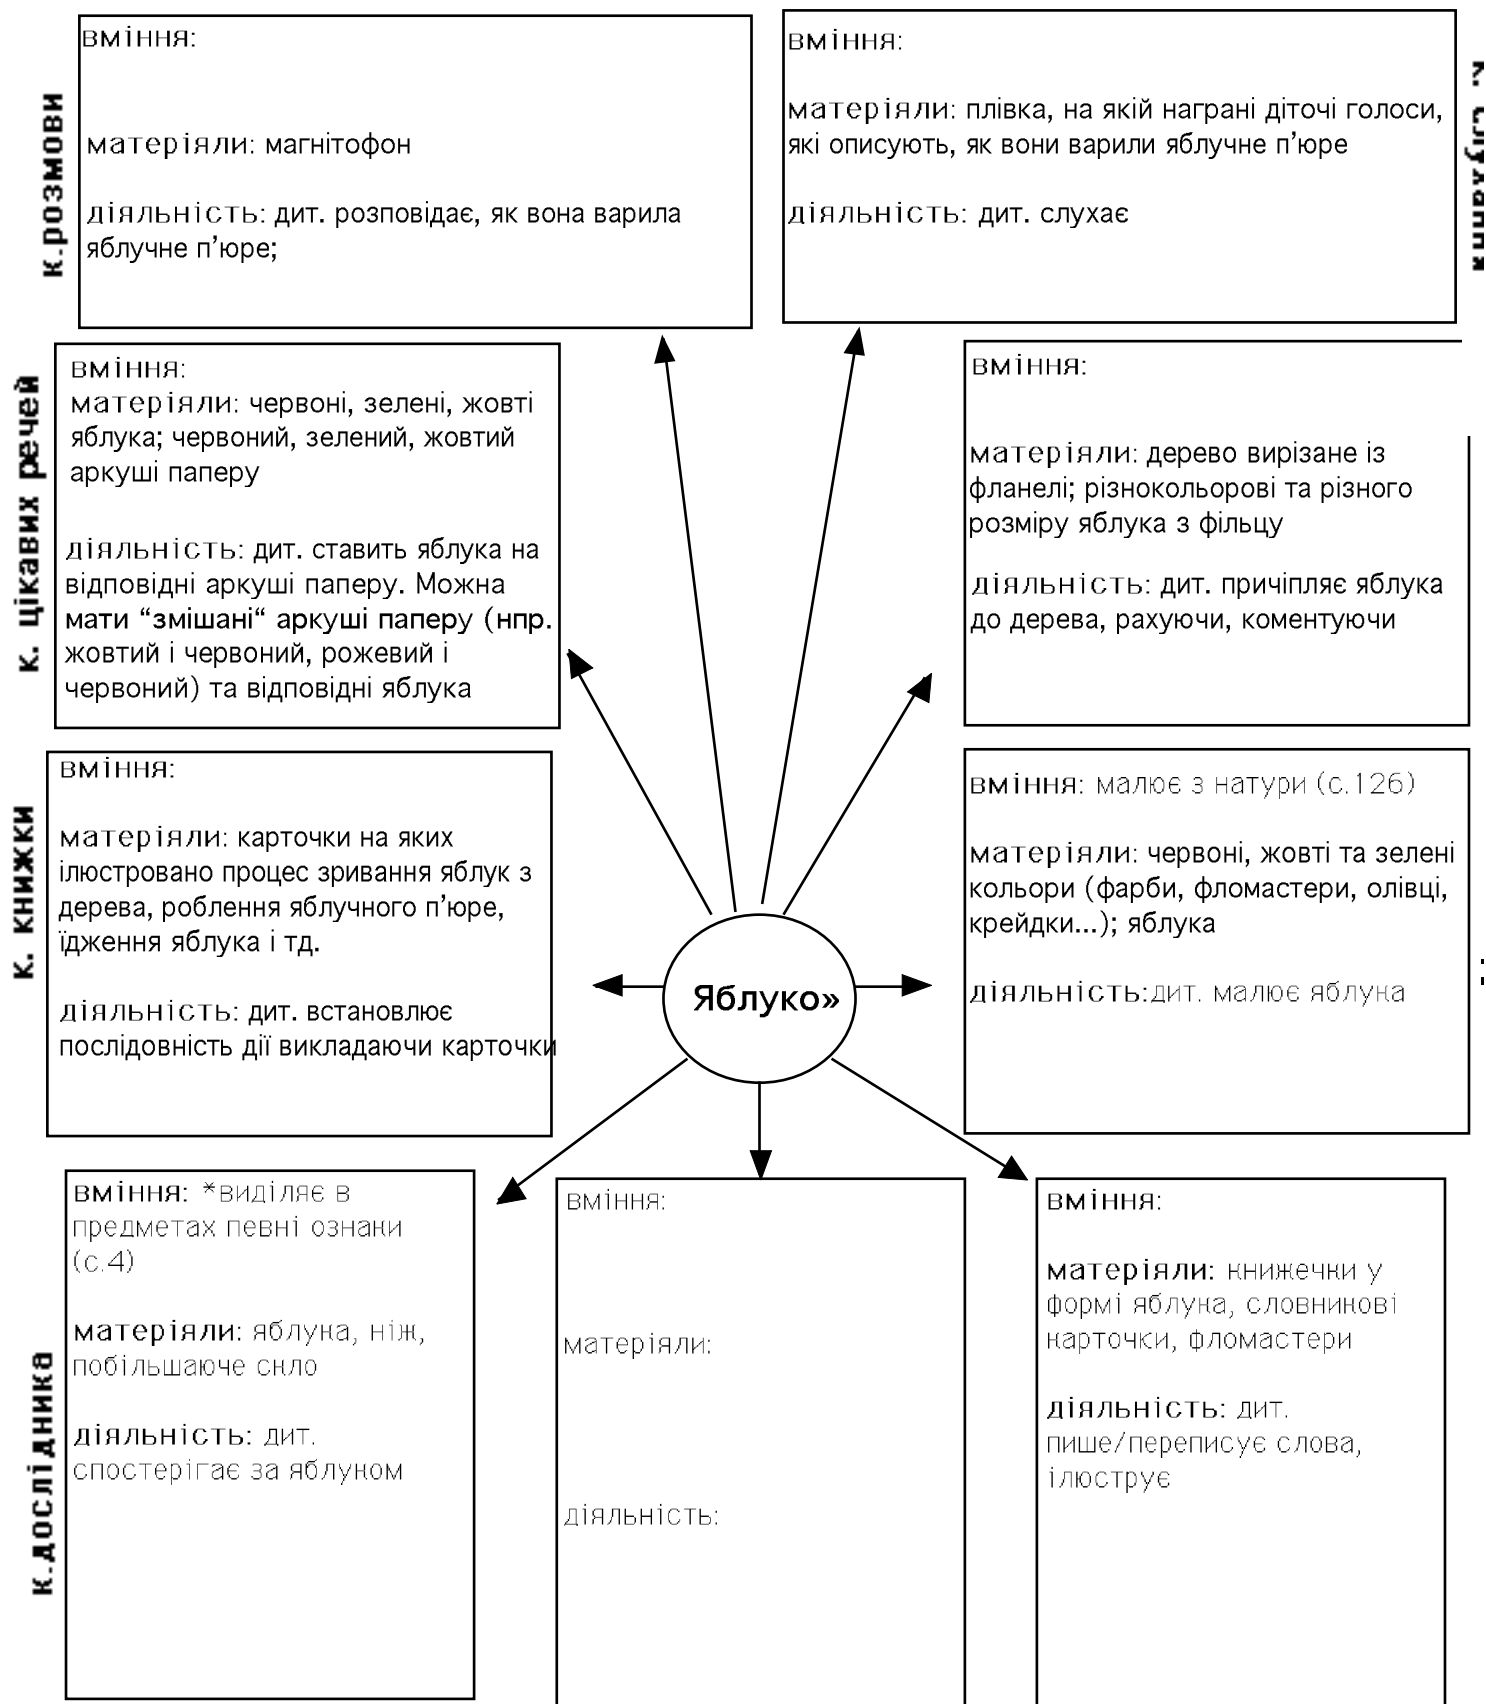 к.розмови
вміння:
матеріяли: магнітофон
діяльність: дит. розповідає, як вона варила
яблучне п’юре;
вміння:
матеріяли: плівка, на якій награні діточі голоси,
які описують, як вони варили яблучне п’юре
діяльність: дит. слухає
к. цікавих речей
вміння:
матеріяли: червоні, зелені, жовті
яблука; червоний, зелений, жовтий
аркуші паперу
діяльність: дит. ставить яблука на
відповідні аркуші паперу. Можна
мати “змішані“ аркуші паперу (нпр.
жовтий і червоний, рожевий і
червоний) та відповідні яблука
вміння:
матеріяли: дерево вирізане із
фланелі; різнокольорові та різного
розміру яблука з фільцу
діяльність: дит. причіпляє яблука
до дерева, рахуючи, коментуючи
к. книжки
вміння:
матеріяли: карточки на яких
ілюстровано процес зривання яблук з
дерева, роблення яблучного п’юре,
їдження яблука і тд.
діяльність: дит. встановлює
послідовність дії викладаючи карточки
Яблуко»
вміння: малює з натури (с.126)
матеріяли: червоні, жовті та зелені
кольори (фарби, фломастери, олівці,
крейдки...); яблука
діяльність:дит. малює яблука
к.дослідника
вміння: *виділяє в
предметах певні ознаки
(с.4)
матеріяли: яблука, ніж,
побільшаюче скло
діяльність: дит.
спостерігає за яблуком
вміння:
матеріяли:
діяльність:
вміння:
матеріяли: книжечки у
формі яблука, словникові
карточки, фломастери
діяльність: дит.
пише/переписує слова,
ілюструє